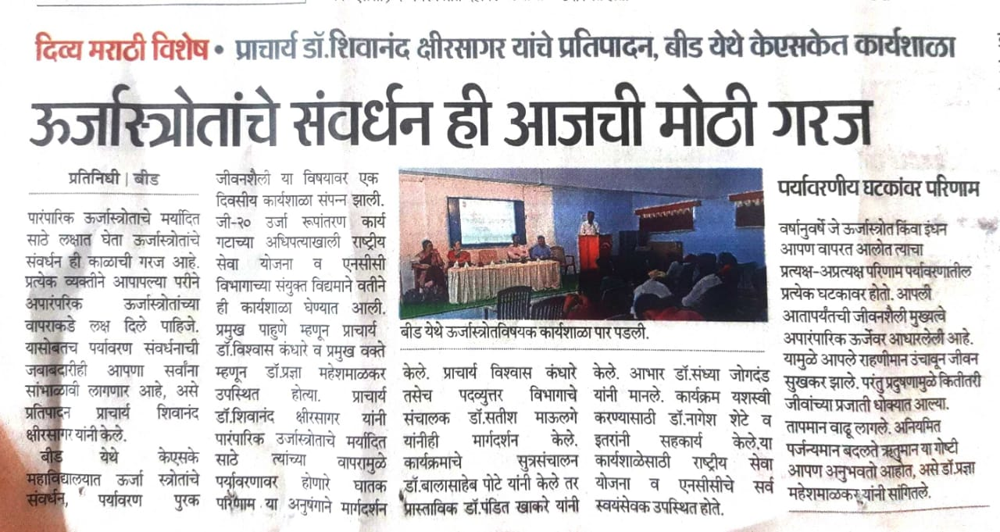 दिव्य मराठी विशेष • प्राचार्य डॉ.शिवानंद क्षीरसागर यांचे प्रतिपादन, बीड येथे केएसकेत कार्यशाळा
ऊर्जास्त्रोतांचे संवर्धन ही आजची मोठी गरज
प्रतिनिधी | बीड
पारंपारिक ऊर्जास्त्रोताचे मर्यादित
साठे लक्षात घेता ऊर्जास्त्रोतांचे
संवर्धन ही काळाची गरज आहे.
प्रत्येक व्यक्तीने आपापल्या परीने
अपारंपरिक ऊर्जास्त्रोतांच्या
वापराकडे लक्ष दिले पाहिजे.
यासोबतच पर्यावरण संवर्धनाची
जबाबदारीही आपणा सर्वांना
सांभाळावी लागणार आहे, असे
प्रतिपादन प्राचार्य शिवानंद
क्षीरसागर यांनी केले.
बीड येथे केएसके
महाविद्यालयात ऊर्जा स्त्रोतांचे
संवर्धन, पर्यावरण पुरक
जीवनशैली या विषयावर एक
दिवसीय कार्यशाळा संपन्न झाली.
जी-२० उर्जा रूपांतरण कार्य
गटाच्या अधिपत्याखाली राष्ट्रीय
सेवा योजना व एनसीसी
विभागाच्या संयुक्त विद्यमाने वतीने
ही कार्यशाळा घेण्यात आली.
प्रमुख पाहुणे म्हणून प्राचार्य
डॉ.विश्वास कंधारे व प्रमुख वक्ते
म्हणून डॉ.प्रज्ञा महेशमाळकर
उपस्थित होत्या. प्राचार्य
डॉ.शिवानंद क्षीरसागर यांनी
पारंपारिक उर्जास्त्रोताचे मर्यादित
साठे त्यांच्या वापरामुळे
पर्यावरणावर होणारे घातक
परिणाम या अनुषंगाने मार्गदर्शन
बीड येथे ऊर्जास्त्रोतविषयक कार्यशाळा पार पडली.
केले. प्राचार्य विश्वास कंधारे
तसेच पदव्युत्तर विभागाचे
संचालक डॉ.सतीश माऊलगे
यांनीही मार्गदर्शन केले.
कार्यक्रमाचे सुत्रसंचालन
डॉ.बालासाहेब पोटे यांनी केले तर
प्रास्ताविक डॉ.पंडित खाकरे यांनी
केले. आभार डॉ.संध्या जोगदंड
यांनी मानले. कार्यक्रम यशस्वी
करण्यासाठी डॉ.नागेश शेटे व
इतरांनी सहकार्य केले.या
कार्यशाळेसाठी राष्ट्रीय सेवा
योजना व एनसीसीचे सर्व
स्वयंसेवक उपस्थित होते.
पर्यावरणीय घटकांवर परिणाम
वर्षानुवर्षे जे ऊर्जास्त्रोत किंवा इंधन
आपण वापरत आलोत त्याचा
प्रत्यक्ष-अप्रत्यक्ष परिणाम पर्यावरणातील
प्रत्येक घटकावर होतो. आपली
आतापर्यंतची जीवनशैली मुख्यत्वे
अपारंपरिक ऊर्जेवर आधारलेली आहे.
यामुळे आपले राहणीमान उंचावून जीवन
सुखकर झाले. परंतु प्रदुषणामुळे कितीतरी
जीवांच्या प्रजाती धोक्यात आल्या.
तापमान वाढू लागले. अनियमित
पर्जन्यमान बदलते ऋतुमान या गोष्टी
आपण अनुभवतो आहोत, असे डॉ.प्रज्ञा
महेशमाळकर यांनी सांगितले.